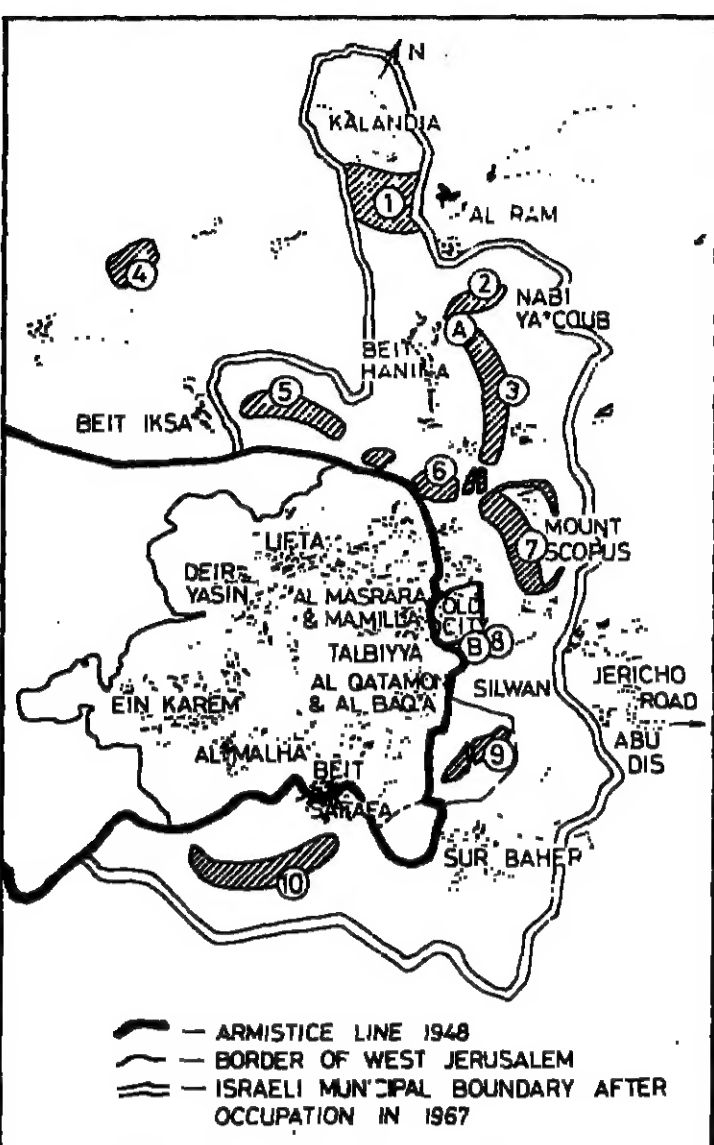 N
KALANDIA
1
AL RAM
4
2
NABI
YA'COUB
A
BEIT
HANINA
3
5
BEIT IKSA
6
MOUNT
SCOPUS
7
LIFTA
DEIR
YASIN
AL MASRARA
& MAMILLA
OLD
CITY
B
8
TALBIYYA
AL QATAMON
& AL BAQ'A
SILWAN
JERICHO
ROAD
EIN KAREM
ABU
DIS
AL MALHA
9
BEIT
SAFAFA
SUR BAHER
10
— ARMISTICE LINE 1948
— BORDER OF WEST JERUSALEM
— ISRAELI MUN'CIPAL BOUNDARY AFTER
OCCUPATION IN 1967